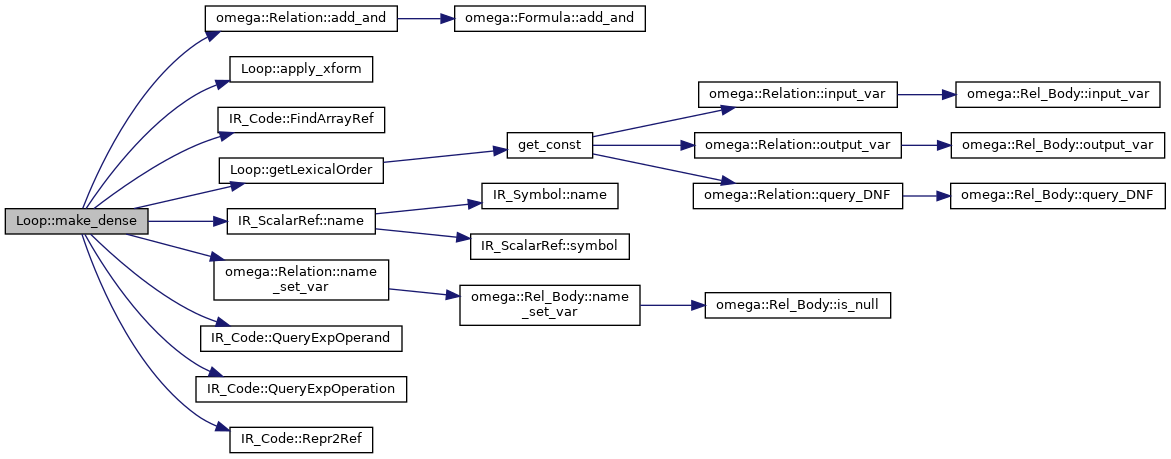 Loop::make_dense
omega::Relation::add_and
omega::Formula::add_and
Loop::apply_xform
IR_Code::FindArrayRef
Loop::getLexicalOrder
get_const
omega::Relation::input_var
omega::Rel_Body::input_var
omega::Relation::output_var
omega::Rel_Body::output_var
omega::Relation::query_DNF
omega::Rel_Body::query_DNF
IR_ScalarRef::name
IR_Symbol::name
IR_ScalarRef::symbol
omega::Relation::name
_set_var
omega::Rel_Body::name
_set_var
omega::Rel_Body::is_null
IR_Code::QueryExpOperand
IR_Code::QueryExpOperation
IR_Code::Repr2Ref